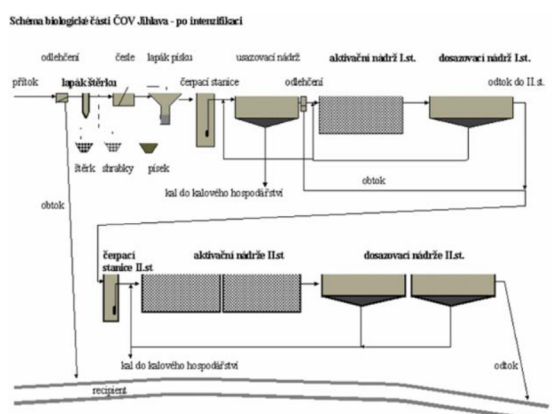 Schéma biologické části ČOV Jihlava - po intenzifikaci
odlehčení
česle
lapák písku
usazovací nádrž
aktivační nádrž I.st.
dosazovací nádrž I.st.
přítok
lapák štěrku
čerpací stanice
odlehčení
odtok do II.st.
štěrk
shrabky
písek
kal do kalového hospodářství
obtok
obtok
čerpací
stanice II.st
aktivační nádrže II.st
dosazovací nádrže II.st.
kal do kalového hospodářství
odtok
recipient